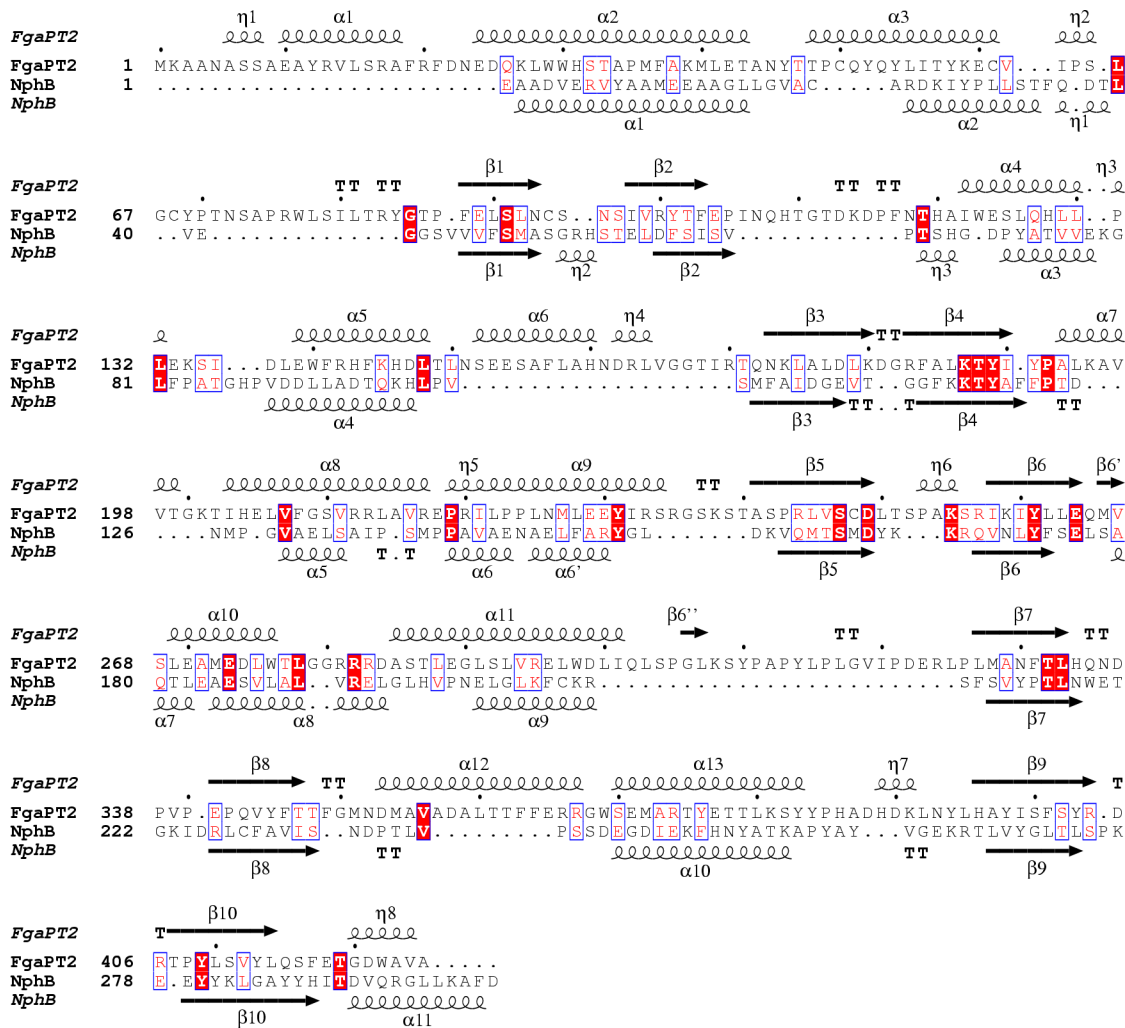 η1 α1 α2 α3 η2
FgaPT2
FgaPT2 1 MKAANASSAEAYRVLSRAFRFDNEDQKLWWHSTAPMFAKMLETANYTTPCQYQYLITYKECV...IPS.L
NphB 1 .........................EAADVERVYAAMEEAAGLLGVAC.....ARDKIYPLLSTFQ.DTL
NphB
α1 α2 η1
β1 β2 α4 η3
FgaPT2 TT TT TT TT ..
FgaPT2 67 GCYPTNSAPRWLSILTRYGTP.FELSLNCS..NSIVRYTFEPINQHTGTDKDPFNTHAIWESLQHLL..P
NphB 40 ..VE..............GGSVVVFSMASGRHSTELDFSISV............PTSHG.DPYATVVEKG
NphB
β1 η2 β2 η3 α3
α5 α6 η4 β3 β4 α7
FgaPT2 TT
FgaPT2 132 LEKSI...DLEWFRHFKHDLTLNSEESAFLAHNDRLVGGTIRTQNKLALDLKDGRFALKTYI.YPALKAV
NphB 81 LFPATGHPVDDLLADTQKHLPV....................SMFAIDGEVT..GGFKKTYAFFPTD...
NphB TT..T TT
α4 β3 β4
α8 η5 α9 β5 η6 β6 β6'
FgaPT2 TT
FgaPT2 198 VTGKTIHELVFGSVRRLAVREPRILPPLNMLEEYIRSRGSKSTASPRLVSCDLTSPAKSRIKIYLLEQMV
NphB 126 ....NMP.GVAELSAIP.SMPPAVAENAELFARYGL.......DKVQMTSMDYK...KRQVNLYFSELSA
NphB T.T
α5 α6 α6' β5 β6
α10 α11 β6'' β7
FgaPT2 TT TT
FgaPT2 268 SLEAMEDLWTLGGRRRDASTLEGLSLVRELWDLIQLSPGLKSYPAPYLPLGVIPDERLPLMANFTLHQND
NphB 180 QTLEAESVLAL..VRELGLHVPNELGLKFCKR..........................SFSVYPTLNWET
NphB ..
α7 α8 α9 β7
β8 α12 α13 η7 β9
FgaPT2 TT T
FgaPT2 338 PVP.EPQVYFTTFGMNDMAVADALTTFFERRGWSEMARTYETTLKSYYPHADHDKLNYLHAYISFSYR.D
NphB 222 GKIDRLCFAVIS..NDPTLV.........PSSDEGDIEKFHNYATKAPYAY...VGEKRTLVYGLTLSPK
NphB TT TT
β8 α10 β9
β10 η8
FgaPT2 T
FgaPT2 406 RTPYLSVYLQSFETGDWAVA.....
NphB 278 E.EYYKLGAYYHITDVQRGLLKAFD
NphB
β10 α11